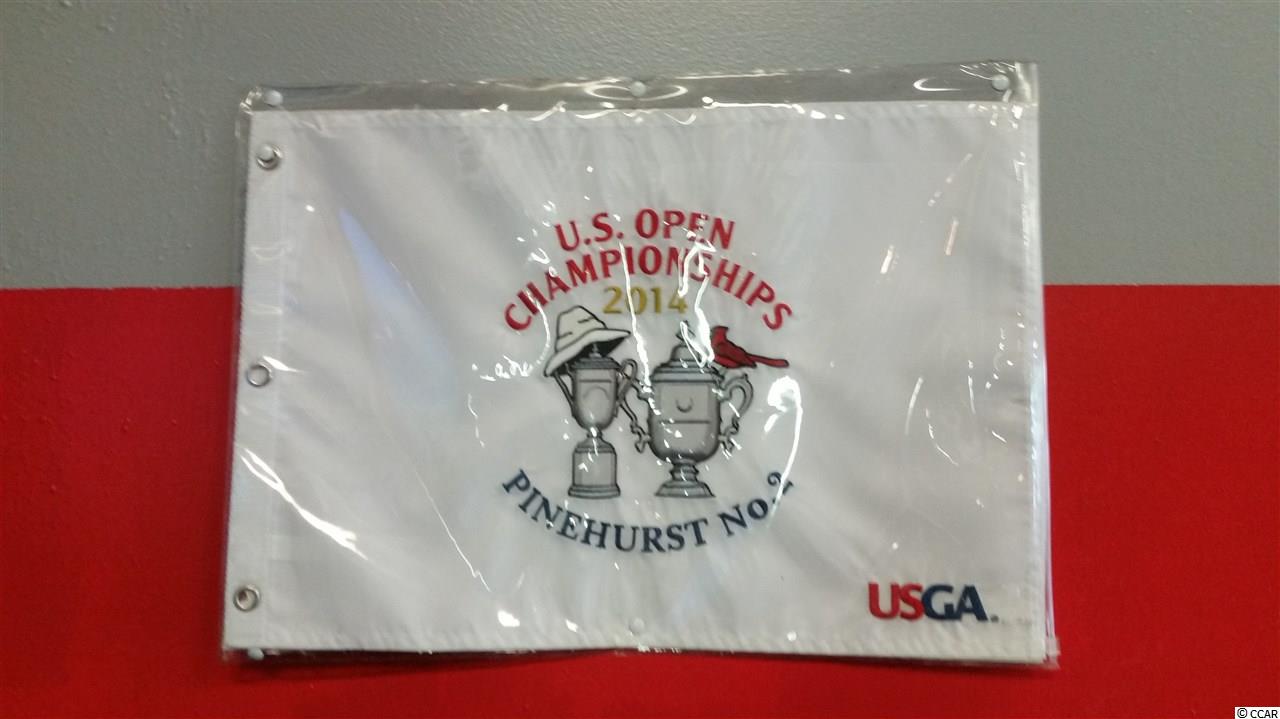 U.S. OPEN
CHAMPIONSHIPS
2014
PINEHURST No.2
USGA.
© CCAR